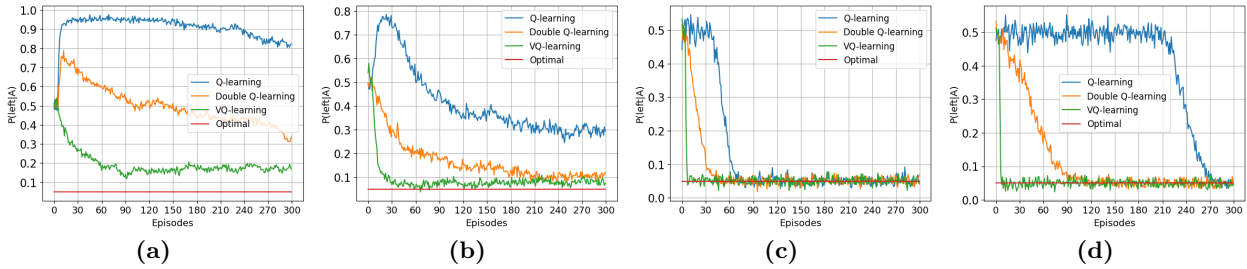 P(left|A)
1.0
0.9
0.8
0.7
0.6
0.5
0.4
0.3
0.2
0.1
Q-learning
Double Q-learning
VQ-learning
Optimal
0 30 60 90 120 150 180 210 240 270 300
Episodes
(a)
P(left|A)
0.8
0.7
0.6
0.5
0.4
0.3
0.2
0.1
Q-learning
Double Q-learning
VQ-learning
Optimal
0 30 60 90 120 150 180 210 240 270 300
Episodes
(b)
P(left|A)
0.5
0.4
0.3
0.2
0.1
0.0
Q-learning
Double Q-learning
VQ-learning
Optimal
0 30 60 90 120 150 180 210 240 270 300
Episodes
(c)
P(left|A)
0.5
0.4
0.3
0.2
0.1
0.0
Q-learning
Double Q-learning
VQ-learning
Optimal
0 30 60 90 120 150 180 210 240 270 300
Episodes
(d)